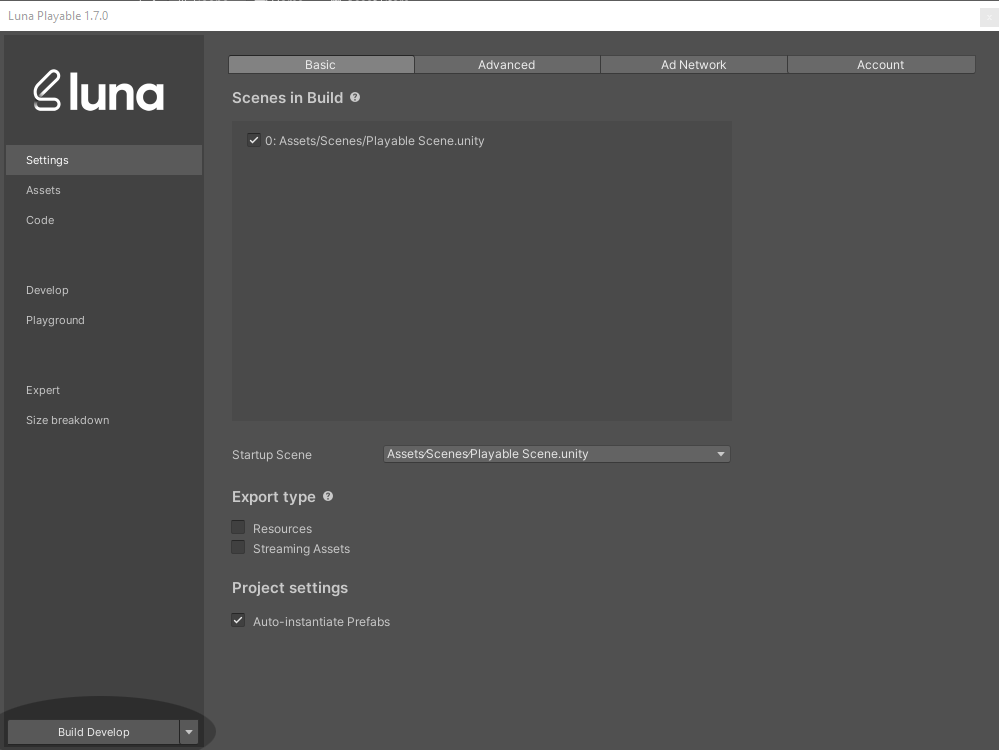 Luna Playable 1.7.0
x
luna
Settings
Assets
Code
Develop
Playground
Expert
Size breakdown
Build Develop
Basic Advanced Ad Network Account
Scenes in Build ?
0: Assets/Scenes/Playable Scene.unity
Startup Scene Assets⁄Scenes⁄Playable Scene.unity
Export type ?
Resources
Streaming Assets
Project settings
Auto-instantiate Prefabs